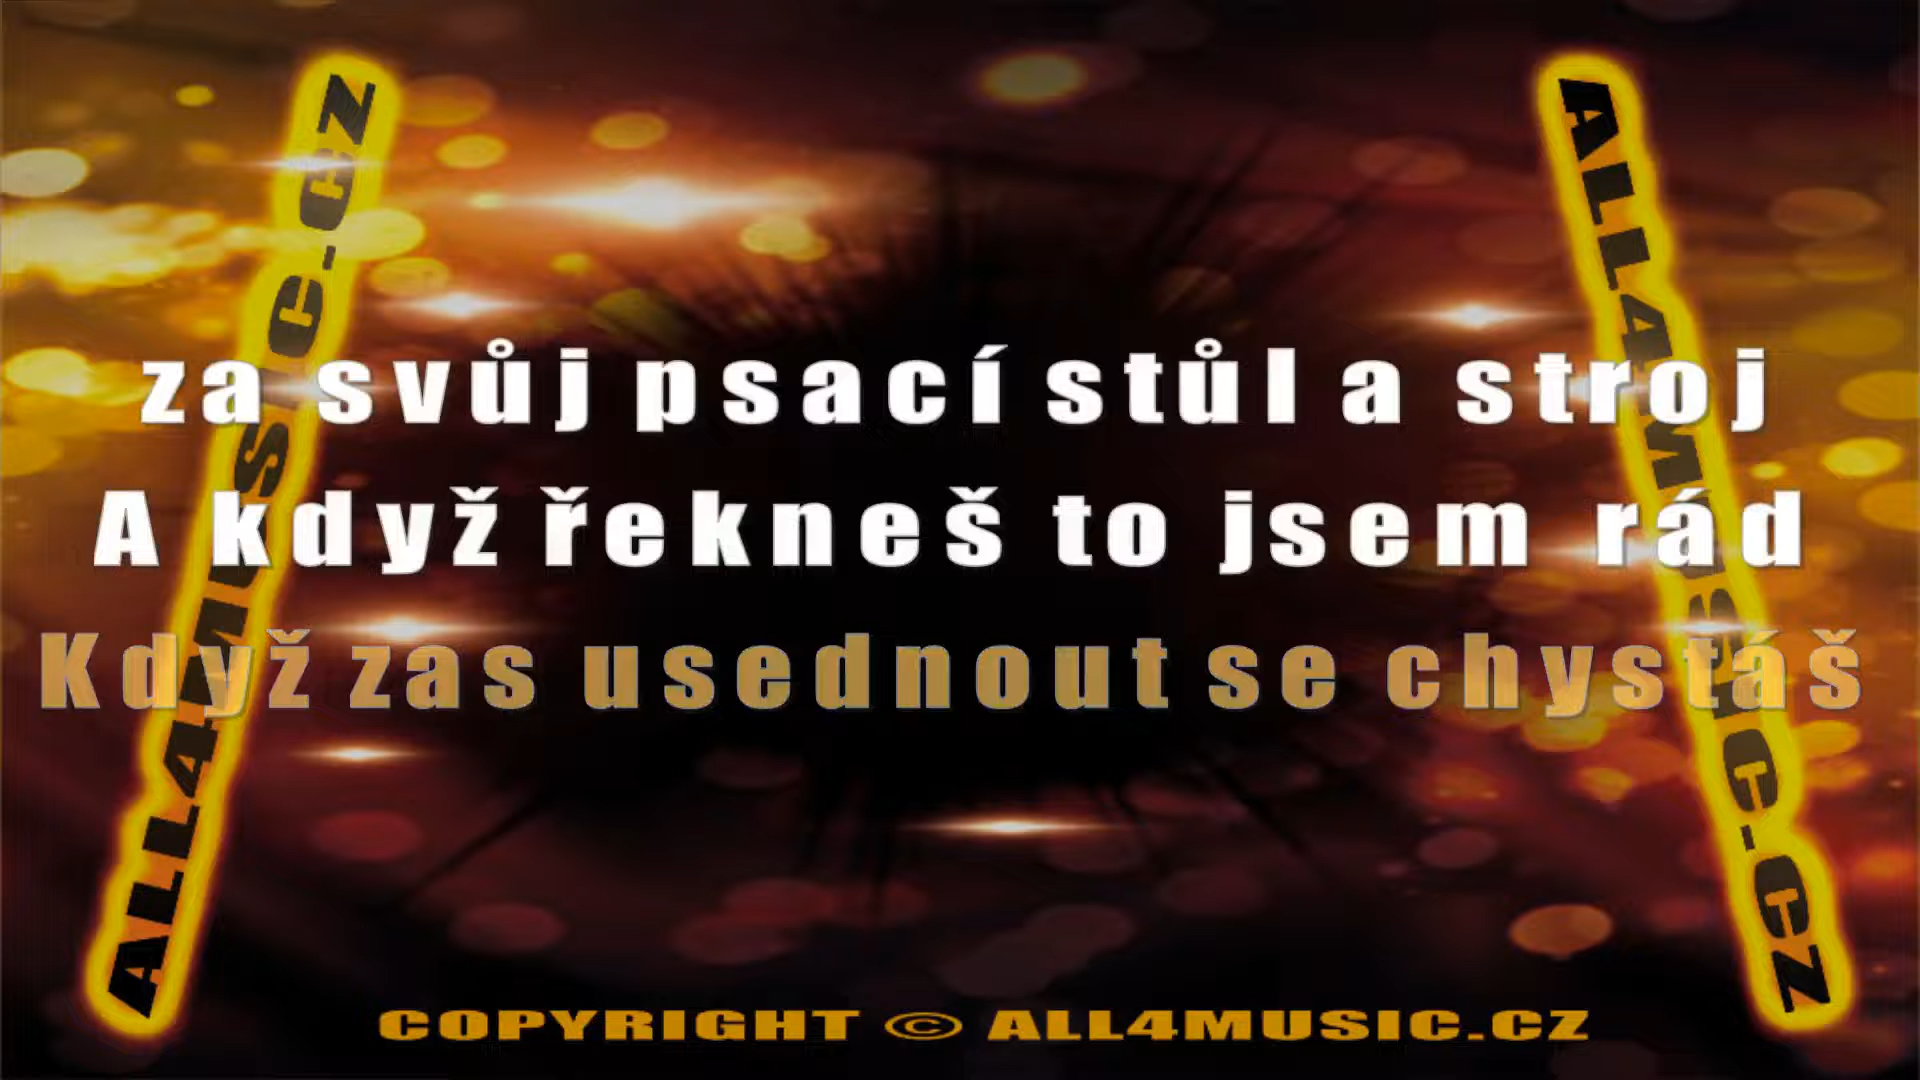 ALL4MUSIC.CZ
ALL4MUSIC.CZ
za svůj psací stůl a stroj
A když řekneš to jsem rád
Když zas usednout se chystáš
COPYRIGHT © ALL4MUSIC.CZ